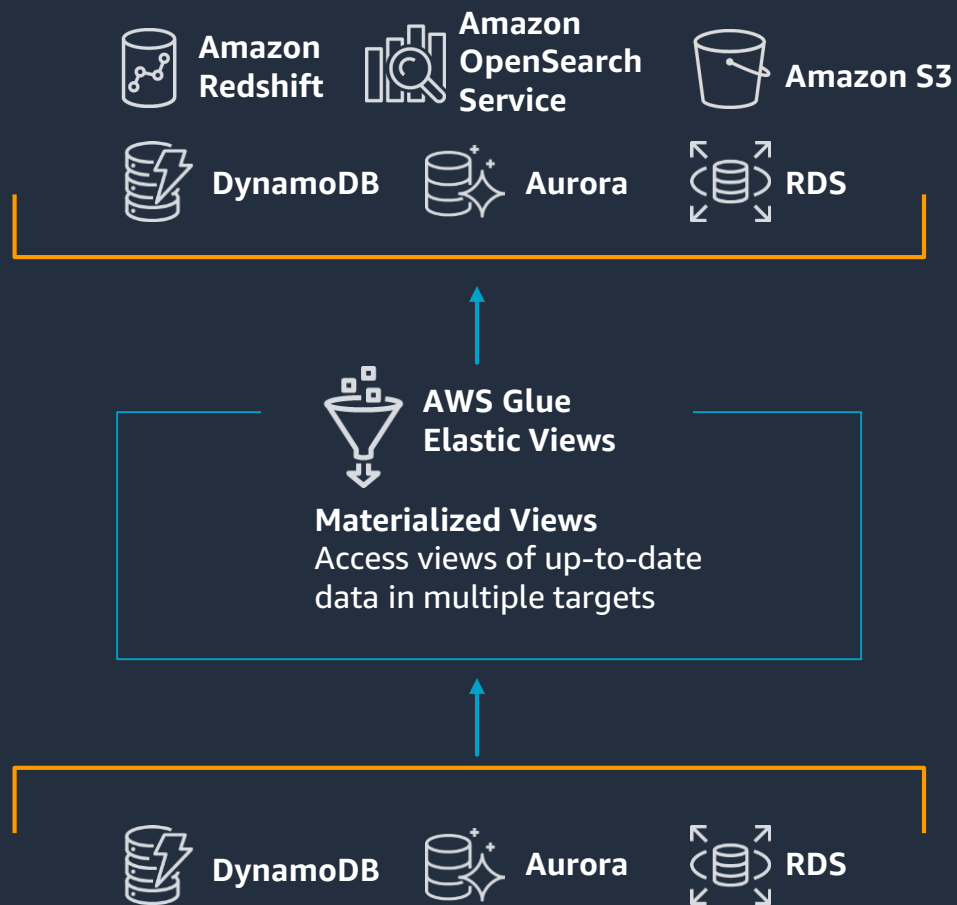 Amazon
Redshift
Amazon
OpenSearch
Service
Amazon S3
DynamoDB
Aurora
RDS
AWS Glue
Elastic Views
Materialized Views
Access views of up-to-date
data in multiple targets
DynamoDB
Aurora
RDS